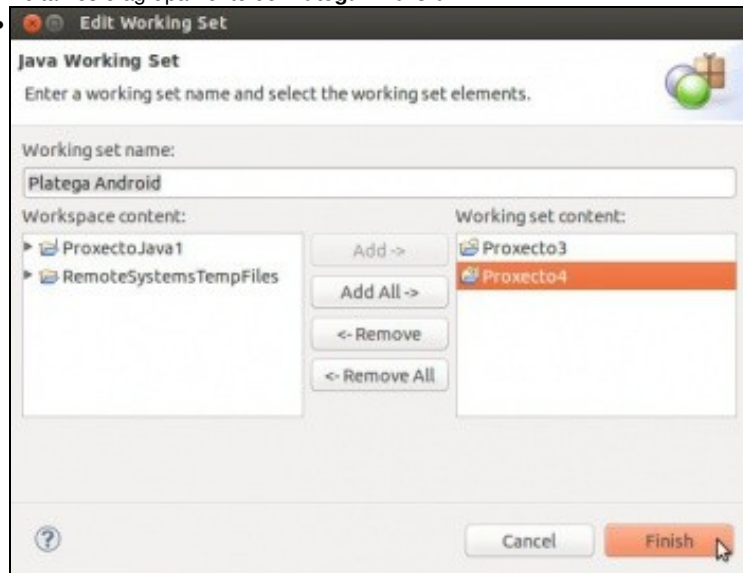 Edit Working Set
Java Working Set
Enter a working set name and select the working set elements.
Working set name:
Platega Android
Workspace content:
Working set content:
ProxectoJava1
RemoteSystemsTempFiles
Add ->
Add All ->
<- Remove
<- Remove All
Proxecto3
Proxecto4
?
Cancel
Finish